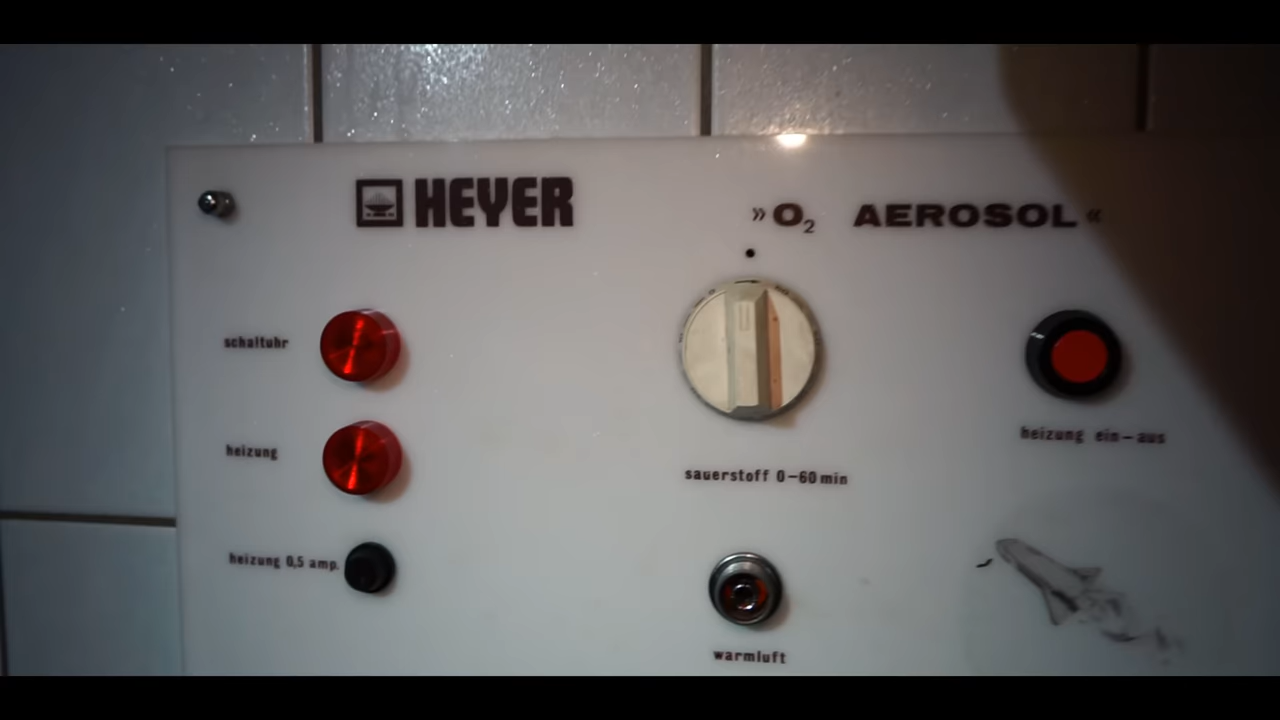 HEYER
»O₂ AEROSOL«
schaltuhr
heizung
heizung ein-aus
sauerstoff 0-60 min
heizung 0,5 amp.
warmluft